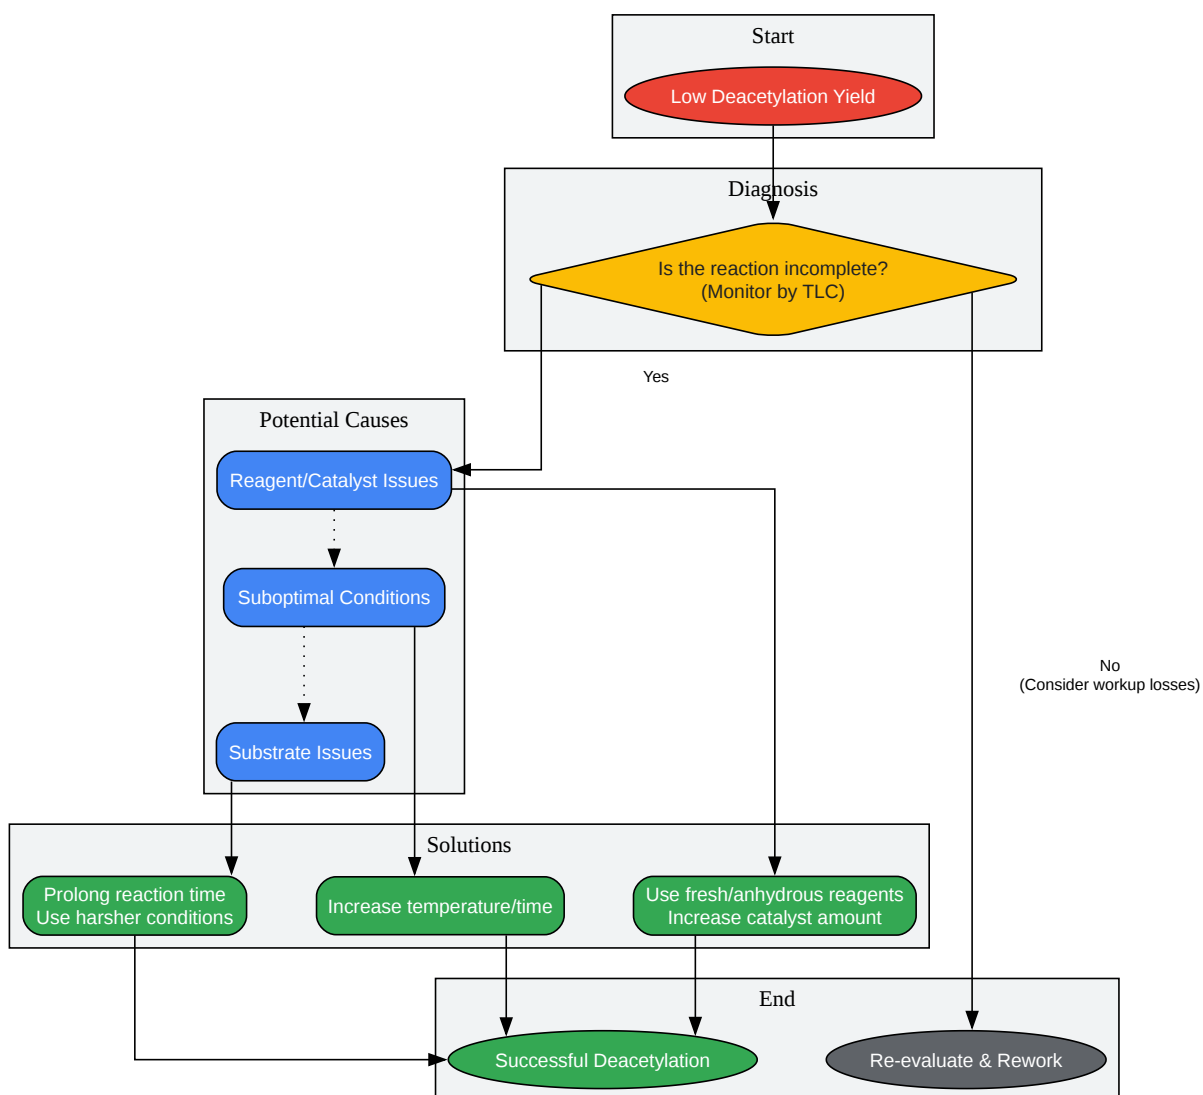 Start
Low Deacetylation Yield
Diagnosis
Is the reaction incomplete?
(Monitor by TLC)
Yes
Potential Causes
Reagent/Catalyst Issues
Suboptimal Conditions
Substrate Issues
No
(Consider workup losses)
Solutions
Prolong reaction time
Use harsher conditions
Increase temperature/time
Use fresh/anhydrous reagents
Increase catalyst amount
End
Successful Deacetylation
Re-evaluate & Rework